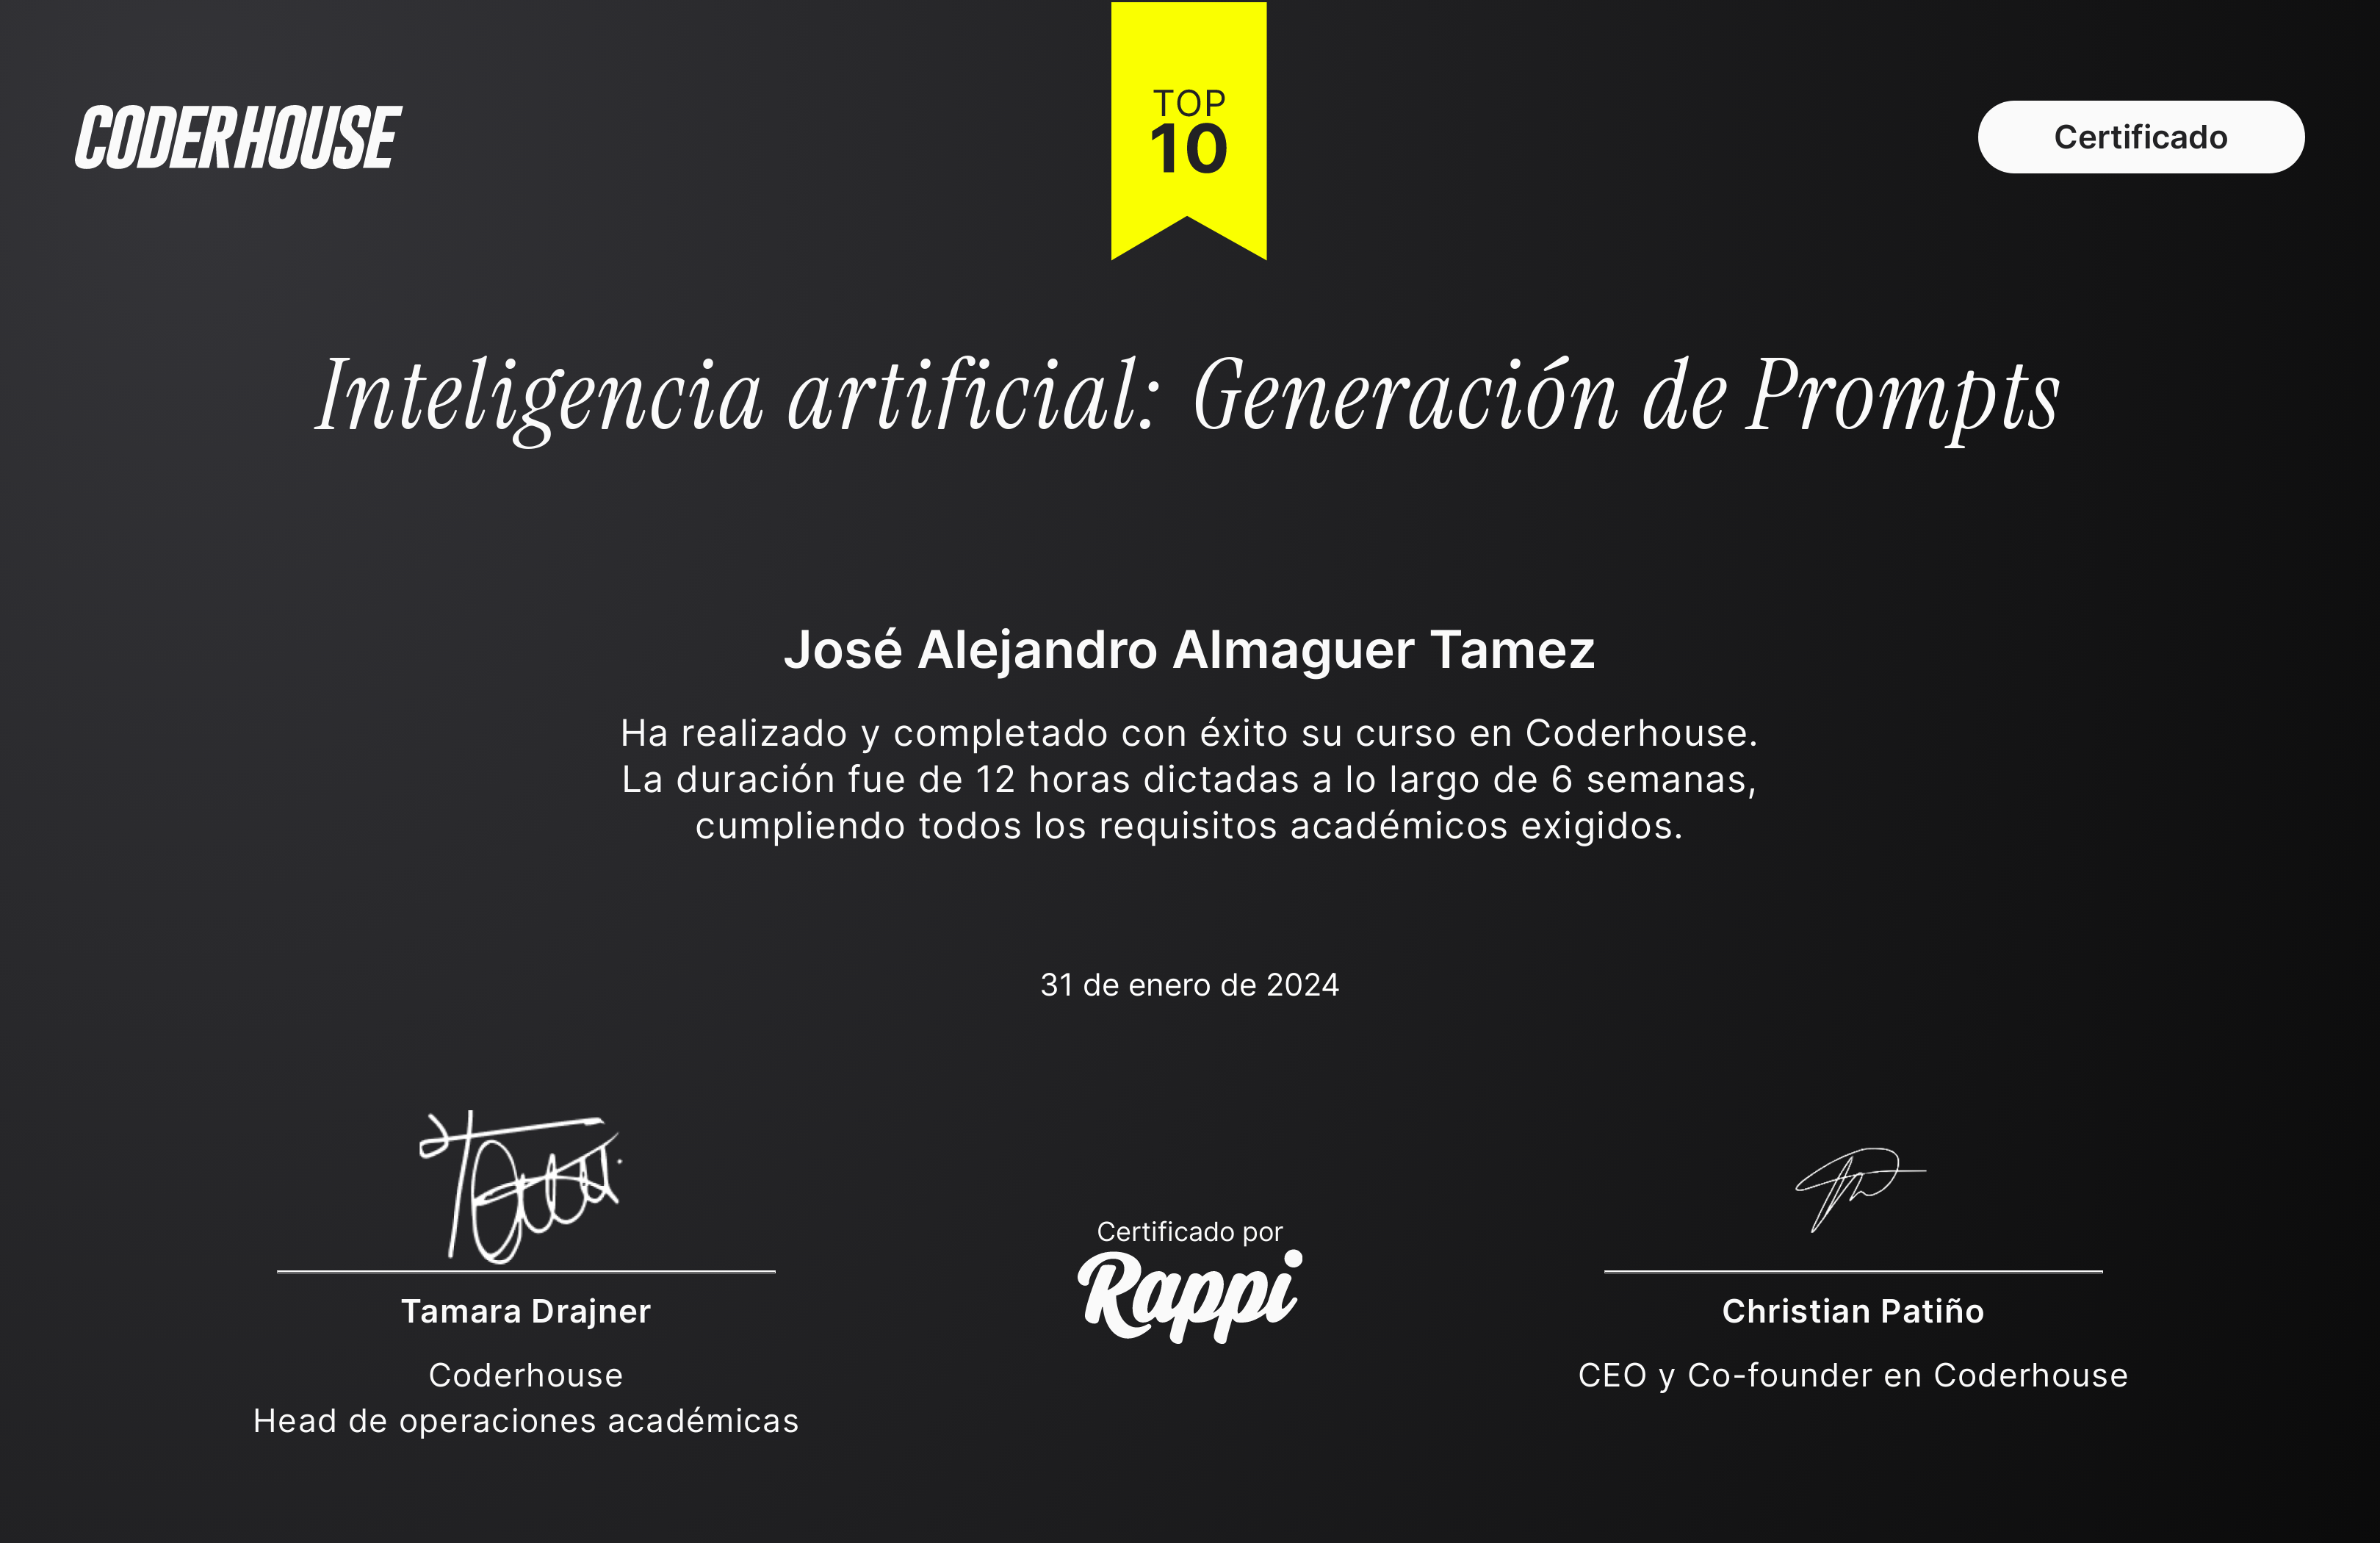 CODERHOUSE
TOP
10
Certificado
Inteligencia artificial: Generación de Prompts
José Alejandro Almaguer Tamez
Ha realizado y completado con éxito su curso en Coderhouse.
La duración fue de 12 horas dictadas a lo largo de 6 semanas,
cumpliendo todos los requisitos académicos exigidos.
31 de enero de 2024
Tamara Drajner
Coderhouse
Head de operaciones académicas
Certificado por
Rappi
Christian Patiño
CEO y Co-founder en Coderhouse